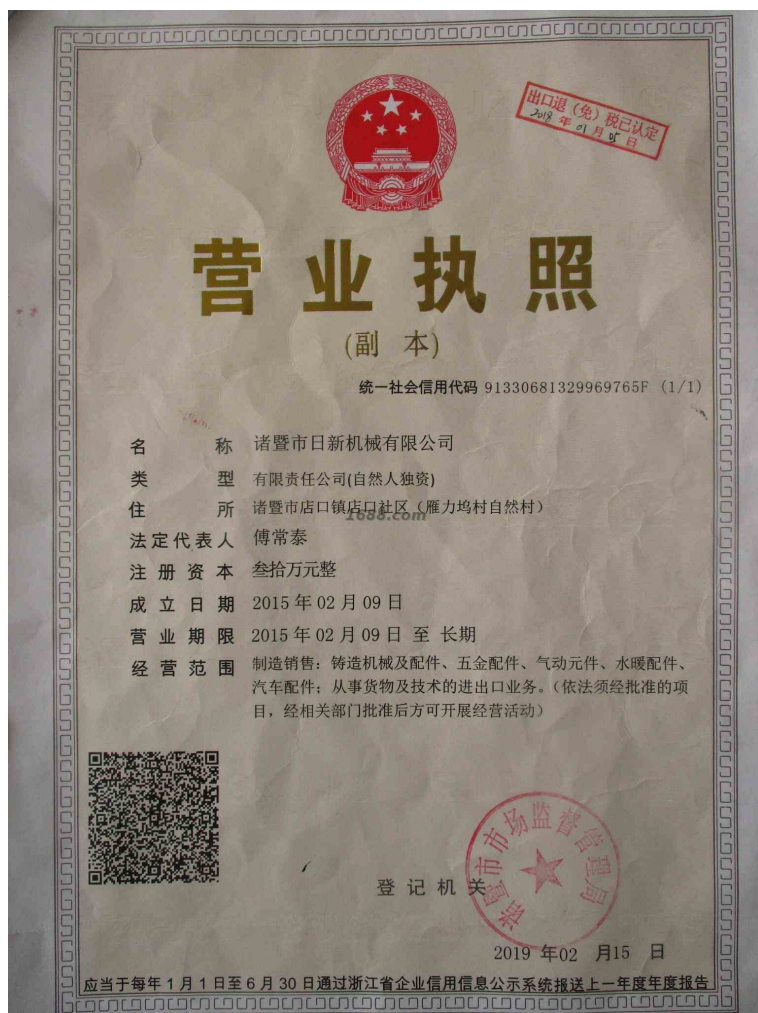 出口退（免）税已认定
2018年01月05日
营业执照
(副 本)
统一社会信用代码 91330681329969765F (1/1)
名称 诸暨市日新机械有限公司
类型 有限责任公司(自然人独资)
住所 诸暨市店口镇店口社区（雁力坞村自然村）
1688.com
法定代表人 傅常泰
注册资本 叁拾万元整
成立日期 2015年02月09日
营业期限 2015年02月09日 至 长期
经营范围 制造销售：铸造机械及配件、五金配件、气动元件、水暖配件、
汽车配件；从事货物及技术的进出口业务。（依法须经批准的项
目，经相关部门批准后方可开展经营活动）
诸暨市市场监督管理局
登记机关
2019 年02 月15 日
应当于每年1月1日至6月30日通过浙江省企业信用信息公示系统报送上一年度年度报告